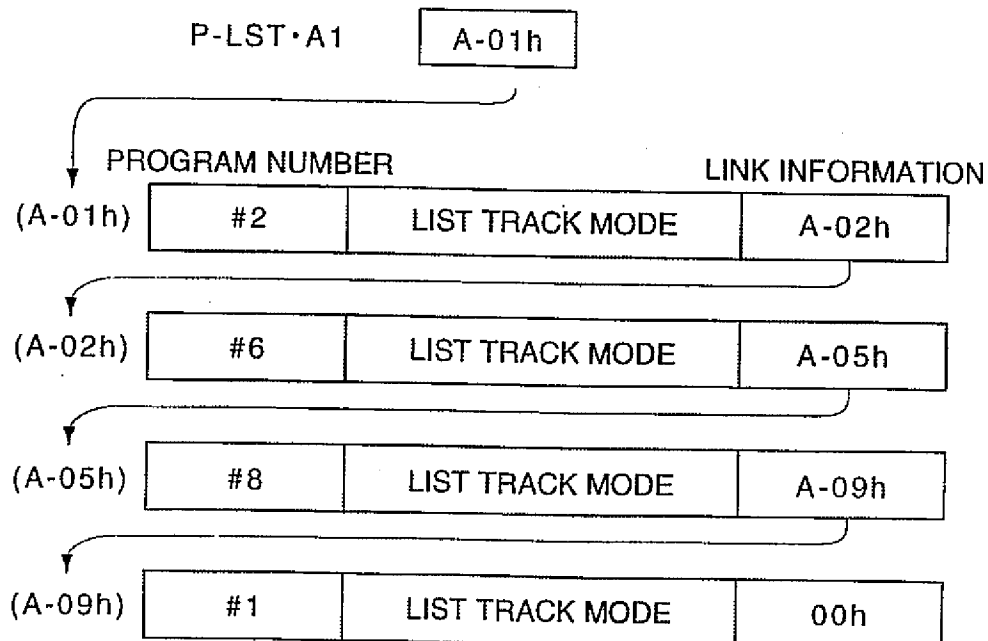 P-LST·A1 A-01h
PROGRAM NUMBER LINK INFORMATION
(A-01h) #2 LIST TRACK MODE A-02h
(A-02h) #6 LIST TRACK MODE A-05h
(A-05h) #8 LIST TRACK MODE A-09h
(A-09h) #1 LIST TRACK MODE 00h